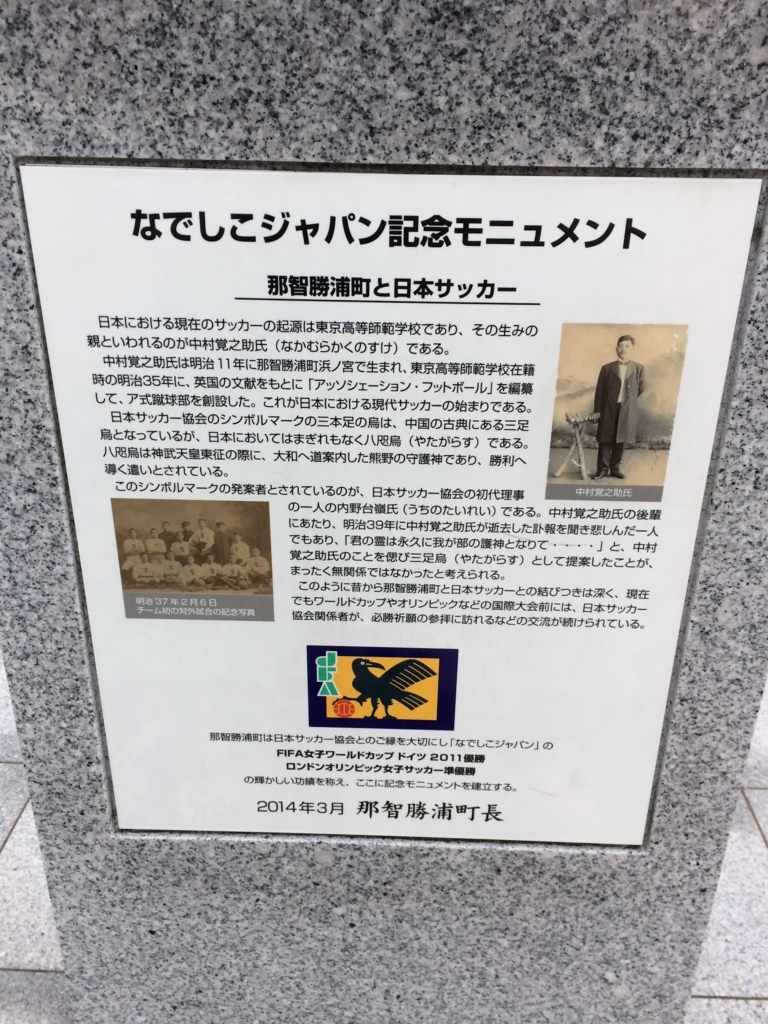 なでしこジャパン記念モニュメント
那智勝浦町と日本サッカー
日本における現在のサッカーの起源は東京高等師範学校であり、その生みの
親といわれるのが中村覚之助氏（なかむらかくのすけ）である。
中村覚之助氏は明治11年に那智勝浦町浜ノ宮で生まれ、東京高等師範学校在籍
時の明治35年に、英国の文献をもとに「アッソシェーション・フットボール」を編纂
して、ア式蹴球部を創設した。これが日本における現代サッカーの始まりである。
日本サッカー協会のシンボルマークの三本足の烏は、中国の古典にある三足
烏となっているが、日本においてはまぎれもなく八咫烏（やたがらす）である。
八咫烏は神武天皇東征の際に、大和へ道案内した熊野の守護神であり、勝利へ
導く遣いとされている。
中村覚之助氏
このシンボルマークの発案者とされているのが、日本サッカー協会の初代理事
の一人の内野台嶺氏（うちのたいれい）である。中村覚之助氏の後輩
にあたり、明治39年に中村覚之助氏が逝去した訃報を聞き悲しんだ一人
でもあり、「君の霊は永久に我が部の護神となりて・・・・」と、中村
覚之助氏のことを偲び三足烏（やたがらす）として提案したことが、
まったく無関係ではなかったと考えられる。
このように昔から那智勝浦町と日本サッカーとの結びつきは深く、現在
でもワールドカップやオリンピックなどの国際大会前には、日本サッカー
協会関係者が、必勝祈願の参拝に訪れるなどの交流が続けられている。
明治37年2月6日
チーム初の対外試合の記念写真
JFA
那智勝浦町は日本サッカー協会とのご縁を大切にし「なでしこジャパン」の
FIFA女子ワールドカップ ドイツ 2011優勝
ロンドンオリンピック女子サッカー準優勝
の輝かしい功績を称え、ここに記念モニュメントを建立する。
2014年3月 那智勝浦町長